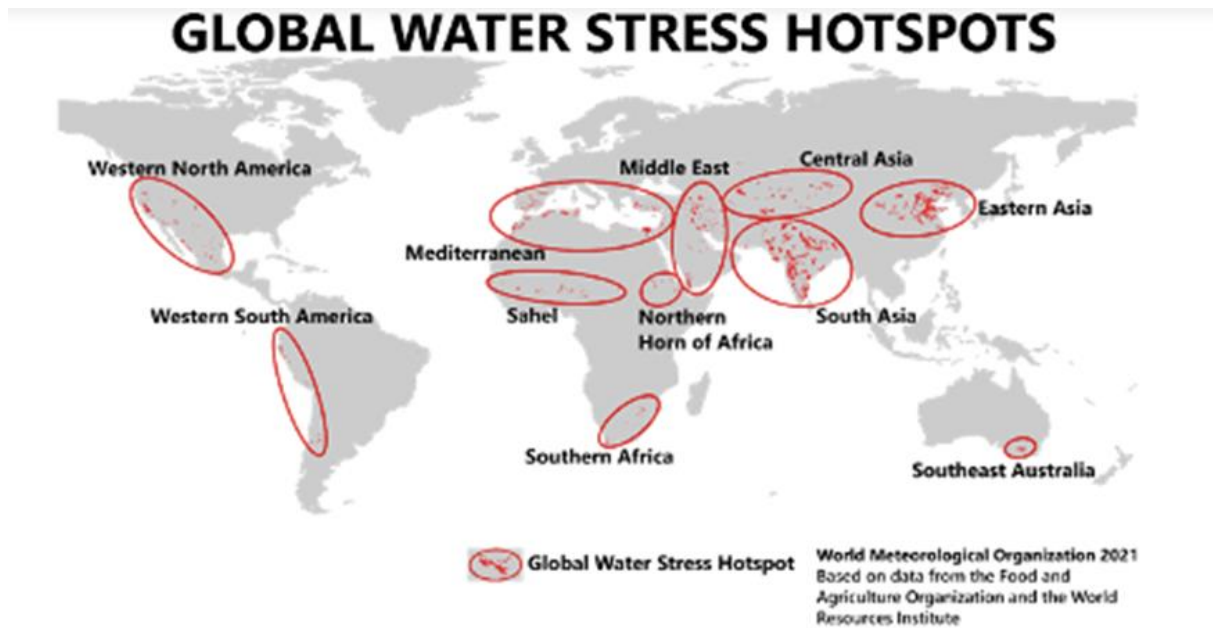 GLOBAL WATER STRESS HOTSPOTS
Western North America
Middle East
Central Asia
Eastern Asia
Mediterranean
Sahel
Northern
Horn of Africa
South Asia
Western South America
Southern Africa
Southeast Australia
Global Water Stress Hotspot
World Meteorological Organization 2021
Based on data from the Food and
Agriculture Organization and the World
Resources Institute